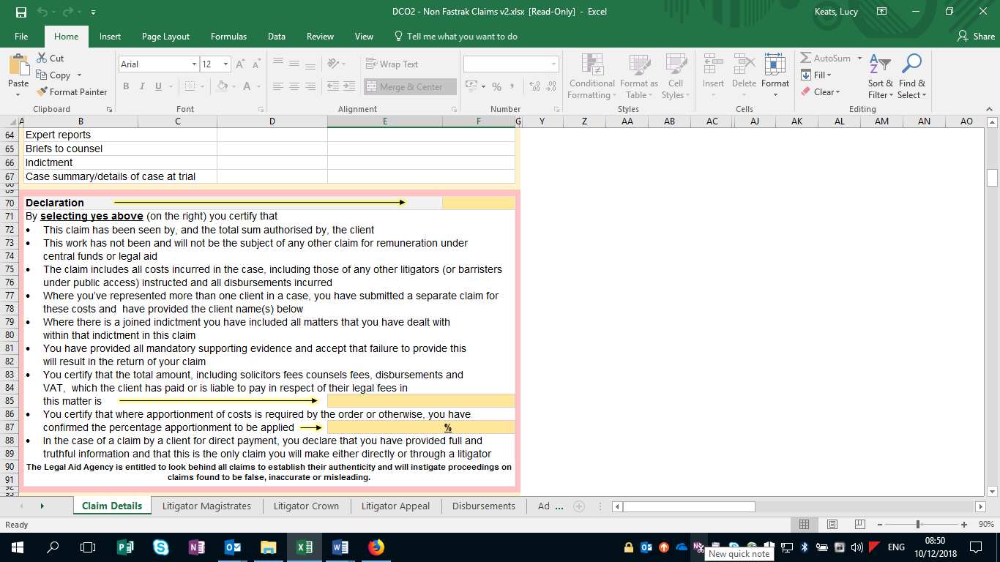 DCO2 - Non Fastrak Claims v2.xlsx [Read-Only] - Excel
Keats, Lucy
File Home Insert Page Layout Formulas Data Review View Tell me what you want to do Share
Paste
Cut
Copy
Format Painter
Clipboard
Arial 12
B I U
Font
Wrap Text
Merge & Center
Alignment
%
Number
Conditional Formatting
Format as Table
Cell Styles
Styles
Insert Delete Format
Cells
AutoSum
Fill
Clear
Sort & Filter
Find & Select
Editing
A B C D E F G Y Z AA AB AC AJ AK AL AM AN AO
64 Expert reports
65 Briefs to counsel
66 Indictment
67 Case summary/details of case at trial
68
69
70 Declaration
71 By selecting yes above (on the right) you certify that
72 • This claim has been seen by, and the total sum authorised by, the client
73 • This work has not been and will not be the subject of any other claim for remuneration under
74 central funds or legal aid
75 • The claim includes all costs incurred in the case, including those of any other litigators (or barristers
76 under public access) instructed and all disbursements incurred
77 • Where you've represented more than one client in a case, you have submitted a separate claim for
78 these costs and have provided the client name(s) below
79 • Where there is a joined indictment you have included all matters that you have dealt with
80 within that indictment in this claim
81 • You have provided all mandatory supporting evidence and accept that failure to provide this
82 will result in the return of your claim
83 • You certify that the total amount, including solicitors fees counsels fees, disbursements and
84 VAT, which the client has paid or is liable to pay in respect of their legal fees in
85 this matter is
86 • You certify that where apportionment of costs is required by the order or otherwise, you have
87 confirmed the percentage apportionment to be applied %
88 • In the case of a claim by a client for direct payment, you declare that you have provided full and
89 truthful information and that this is the only claim you will make either directly or through a litigator
90 The Legal Aid Agency is entitled to look behind all claims to establish their authenticity and will instigate proceedings on
91 claims found to be false, inaccurate or misleading.
92
93
Claim Details Litigator Magistrates Litigator Crown Litigator Appeal Disbursements Ad ...
Ready
90%
ENG
08:50
10/12/2018
New quick note